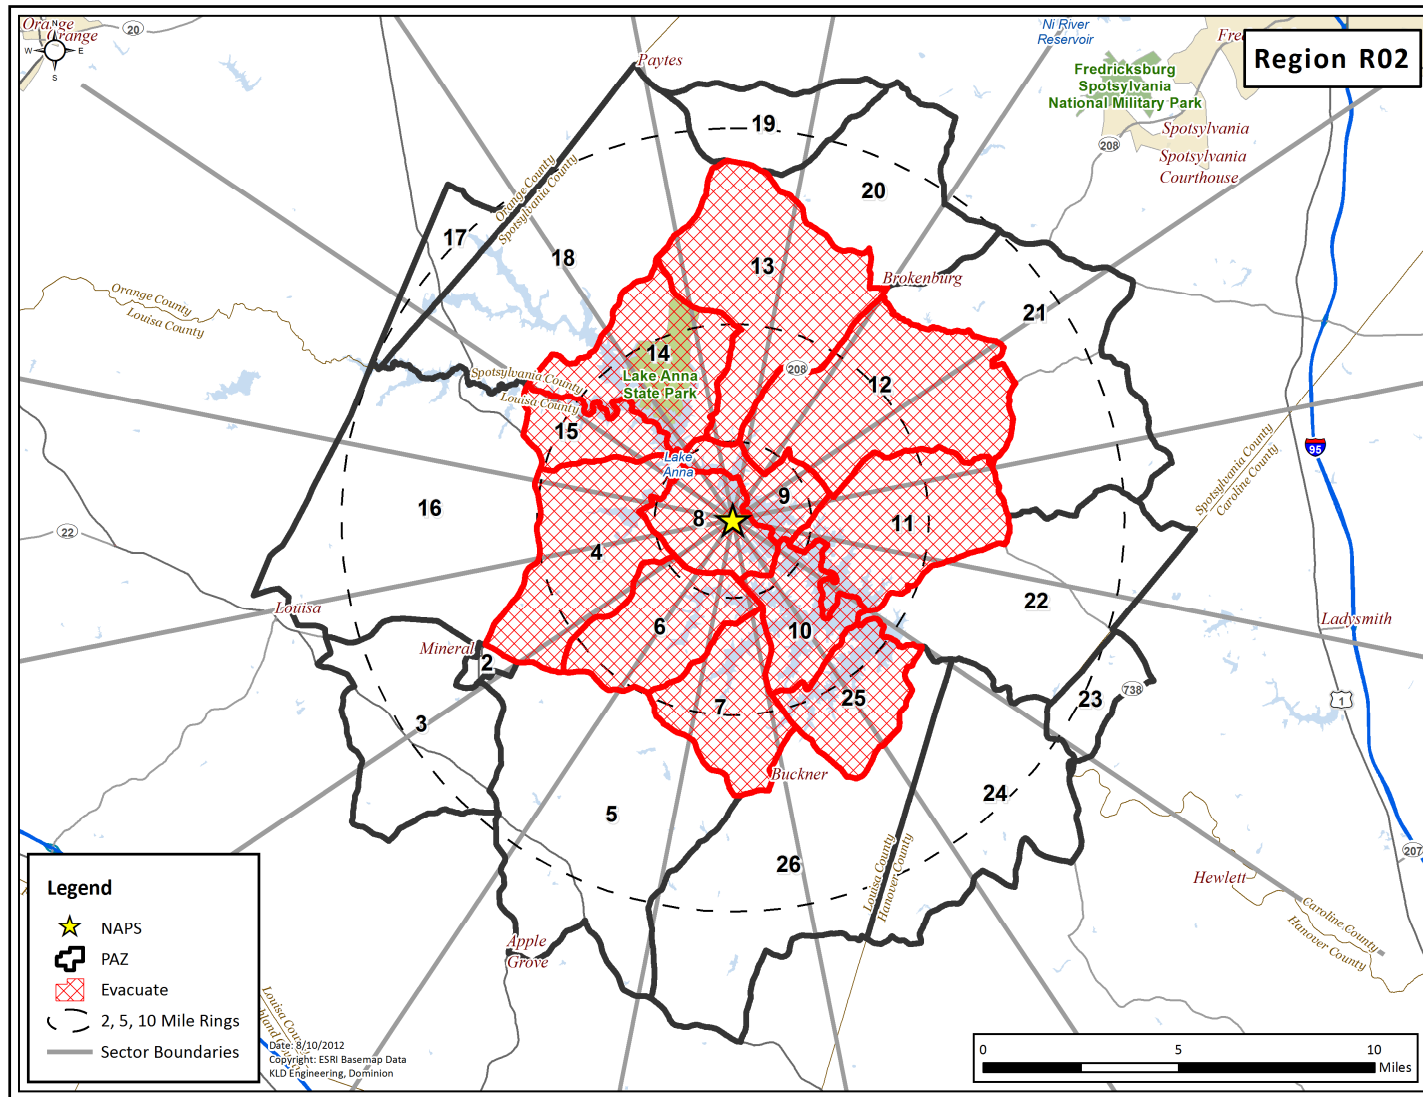 Orange
Orange
20
N
W
E
S
Paytes
Ni River
Reservoir
Region R02
Fredricksburg
Spotsylvania
National Military Park
Spotsylvania
208
Spotsylvania
Courthouse
19
20
17
18
Orange County
Spotsylvania County
13
Brokenburg
21
Orange County
Louisa County
14
Lake Anna
State Park
208
12
Spotsylvania County
Louisa County
15
Lake
Anna
95
Spotsylvania County
Caroline County
16
9
8
11
22
4
Louisa
22
Ladysmith
Mineral
2
6
10
738
23
1
25
7
3
Buckner
24
5
26
207
Louisa County
Hanover County
Hewlett
Caroline County
Hanover County
Apple
Grove
Legend
NAPS
PAZ
Evacuate
2, 5, 10 Mile Rings
Sector Boundaries
Louisa County
Date: 8/10/2012
Copyright: ESRI Basemap Data
KLD Engineering, Dominion
0
5
10
Miles